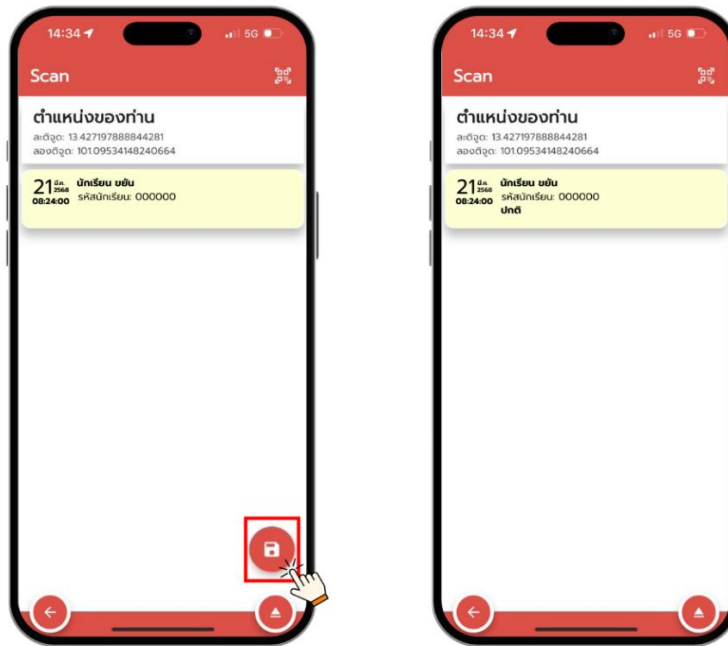 14:34
5G
Scan
ตำแหน่งของท่าน
ละติจูด: 13.427197888844281
ลองติจูด: 101.09534148240664
21 มี.ค. 2568
08:24:00
นักเรียน ขยัน
รหัสนักเรียน: 000000
14:34
5G
Scan
ตำแหน่งของท่าน
ละติจูด: 13.427197888844281
ลองติจูด: 101.09534148240664
21 มี.ค. 2568
08:24:00
นักเรียน ขยัน
รหัสนักเรียน: 000000
ปกติ